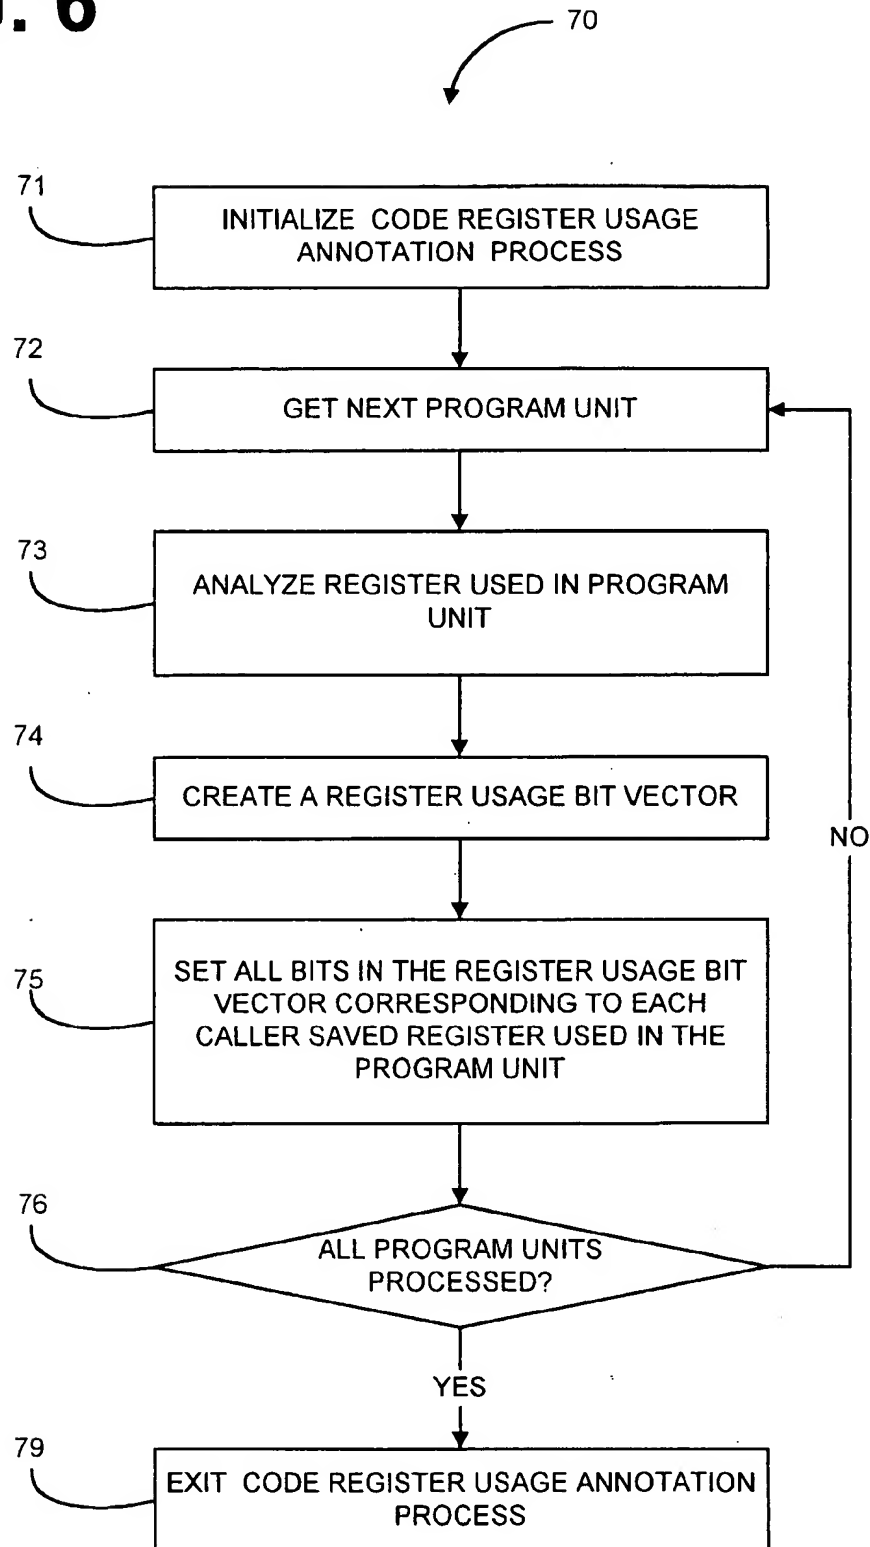 . 6
70
71
INITIALIZE CODE REGISTER USAGE
ANNOTATION PROCESS
72
GET NEXT PROGRAM UNIT
73
ANALYZE REGISTER USED IN PROGRAM
UNIT
74
CREATE A REGISTER USAGE BIT VECTOR
NO
75
SET ALL BITS IN THE REGISTER USAGE BIT
VECTOR CORRESPONDING TO EACH
CALLER SAVED REGISTER USED IN THE
PROGRAM UNIT
76
ALL PROGRAM UNITS
PROCESSED?
YES
79
EXIT CODE REGISTER USAGE ANNOTATION
PROCESS